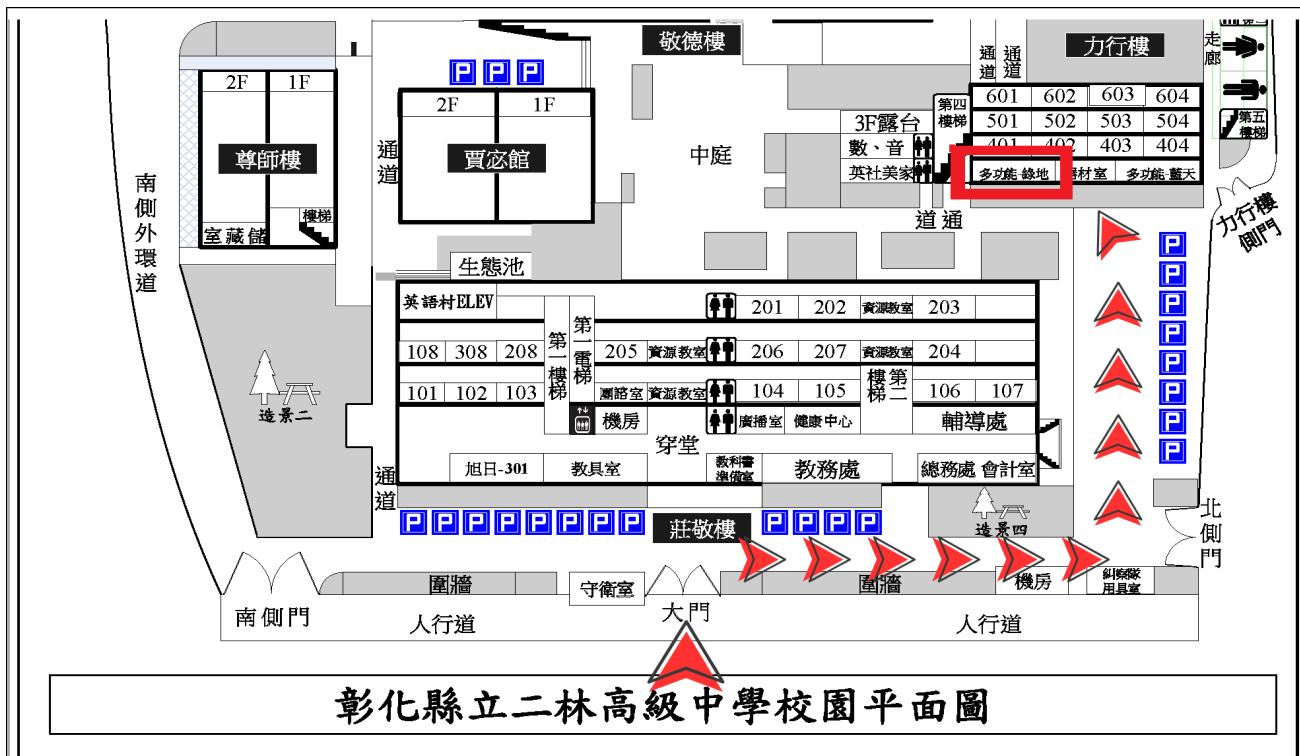 敬德樓
力行樓
通道
通道
走廊
2F 1F
尊師樓
室藏儲
樓梯
南側外環道
通道
P P P
2F 1F
賈宓館
中庭
第四樓梯
3F露台
數、音
英社美家
601 602 603 604
501 502 503 504
401 402 403 404
多功能-綠地 材室 多功能-藍天
第五樓梯
力行樓側門
道通
生態池
英語村ELEV
201 202 資源教室 203
第一樓梯
第一電梯
108 308 208 205 資源教室 206 207 資源教室 204
101 102 103 團諮室 資源教室 104 105 樓梯第二 106 107
機房 廣播室 健康中心 輔導處
穿堂
旭日-301 教具室 教科書準備室 教務處 總務處 會計室
造景二
通道
P P P P P P P P
莊敬樓
P P P P
造景四
P P P P P P P P
北側門
南側門
圍牆
守衛室
大門
圍牆
機房
糾察隊用具室
人行道
人行道
彰化縣立二林高級中學校園平面圖